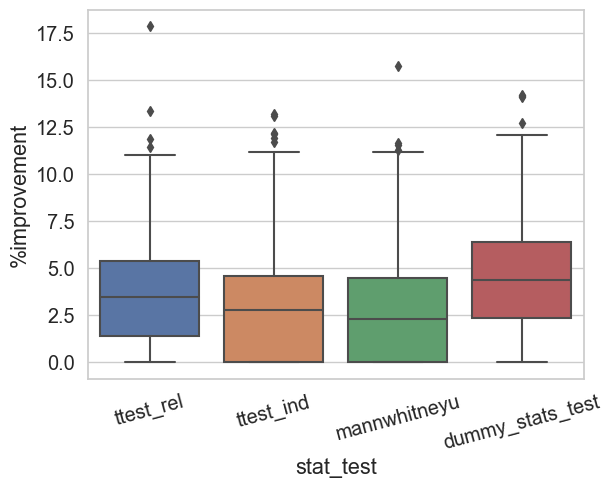 %improvement
17.5
15.0
12.5
10.0
7.5
5.0
2.5
0.0
ttest_rel
ttest_ind
mannwhitneyu
dummy_stats_test
stat_test